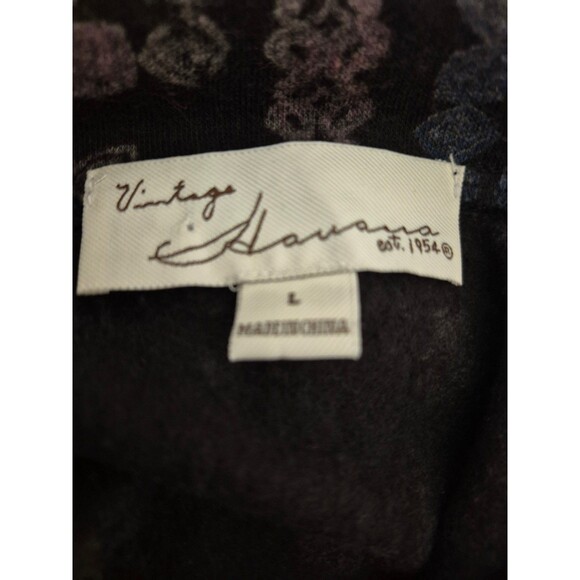 Vintage
Havana
est. 1954®
L
MADE IN CHINA